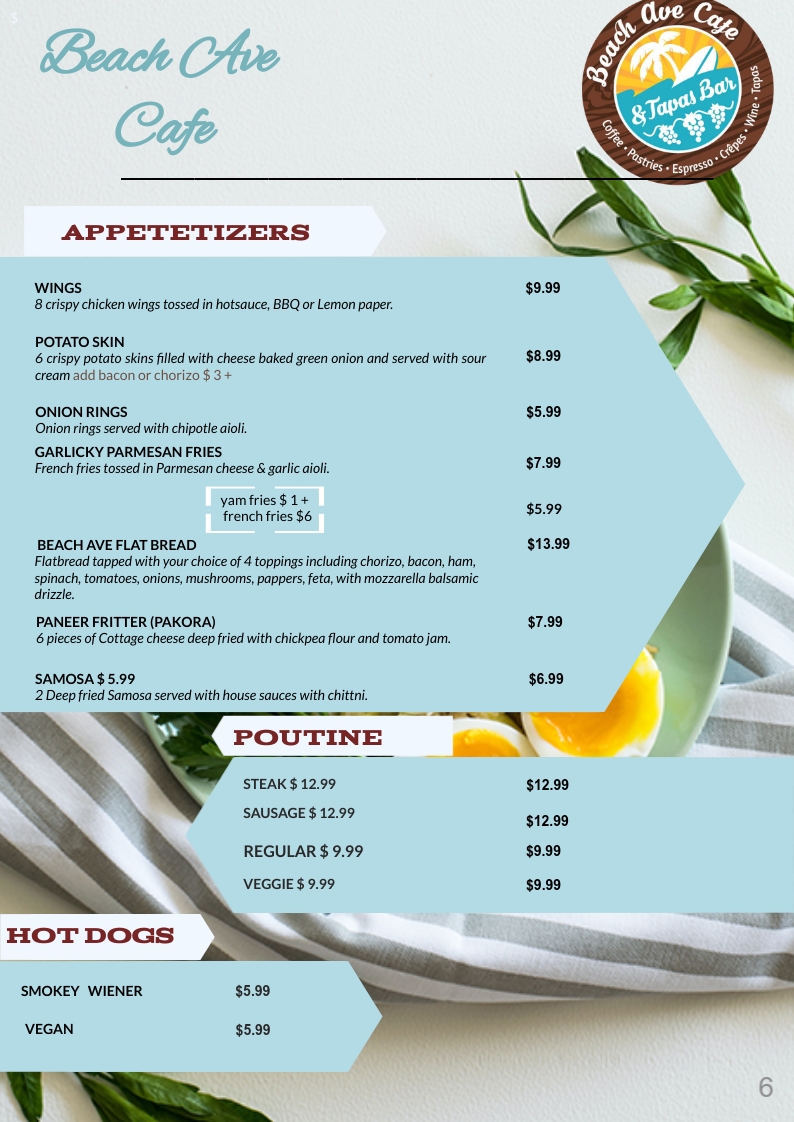 $
Beach Ave
Cafe
Beach Ave Cafe
& Tapas Bar
Coffee • Pastries • Espresso • Crêpes • Wine • Tapas
APPETETIZERS
WINGS $9.99
8 crispy chicken wings tossed in hotsauce, BBQ or Lemon paper.
POTATO SKIN
6 crispy potato skins filled with cheese baked green onion and served with sour $8.99
cream add bacon or chorizo $ 3 +
ONION RINGS $5.99
Onion rings served with chipotle aioli.
GARLICKY PARMESAN FRIES
French fries tossed in Parmesan cheese & garlic aioli. $7.99
yam fries $ 1 +
french fries $6 $5.99
BEACH AVE FLAT BREAD $13.99
Flatbread tapped with your choice of 4 toppings including chorizo, bacon, ham,
spinach, tomatoes, onions, mushrooms, pappers, feta, with mozzarella balsamic
drizzle.
PANEER FRITTER (PAKORA) $7.99
6 pieces of Cottage cheese deep fried with chickpea flour and tomato jam.
SAMOSA $ 5.99 $6.99
2 Deep fried Samosa served with house sauces with chittni.
POUTINE
STEAK $ 12.99 $12.99
SAUSAGE $ 12.99 $12.99
REGULAR $ 9.99 $9.99
VEGGIE $ 9.99 $9.99
HOT DOGS
SMOKEY WIENER $5.99
VEGAN $5.99
6